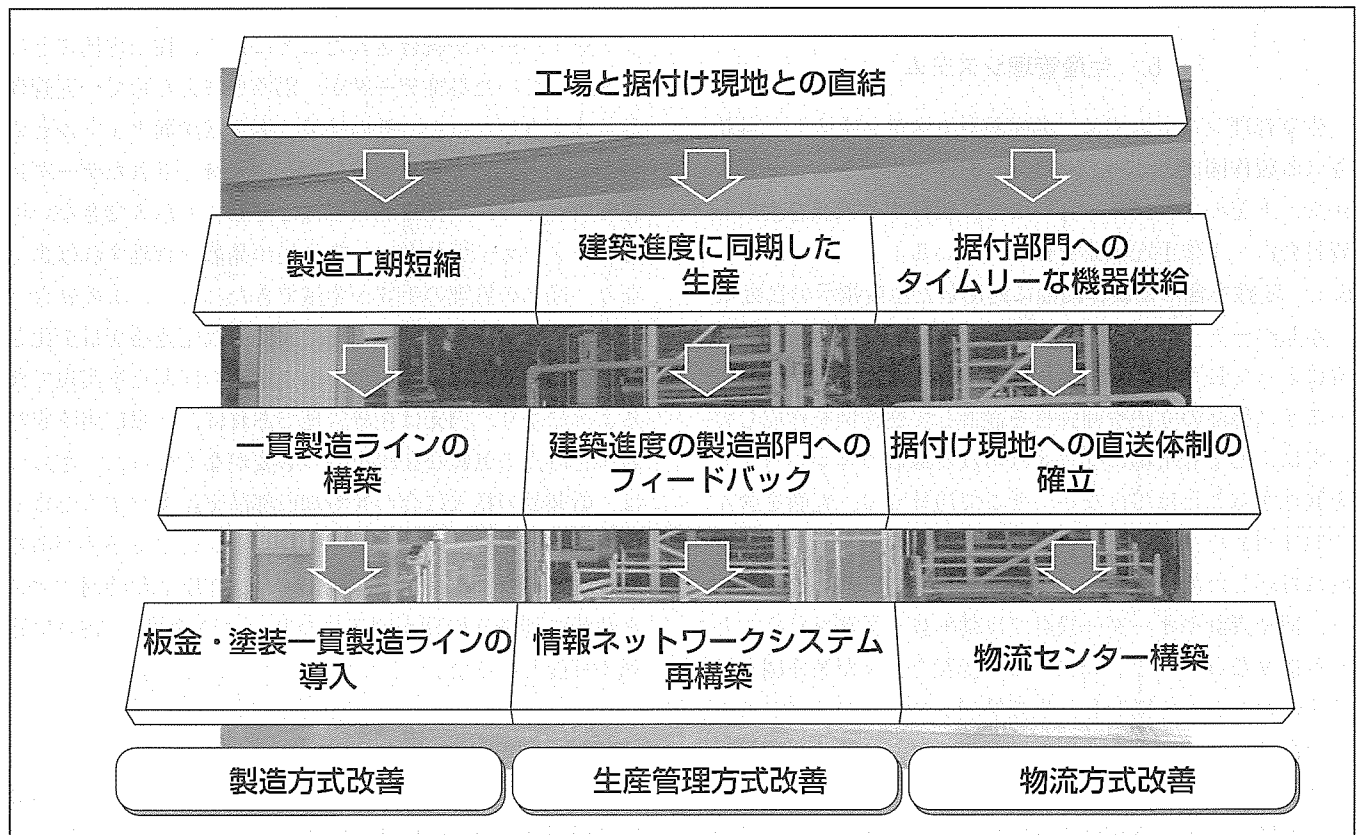 工場と据付け現地との直結
製造工期短縮
建築進度に同期した
生産
据付部門への
タイムリーな機器供給
一貫製造ラインの
構築
建築進度の製造部門への
フィードバック
据付け現地への直送体制の
確立
板金・塗装一貫製造ラインの
導入
情報ネットワークシステム
再構築
物流センター構築
製造方式改善
生産管理方式改善
物流方式改善